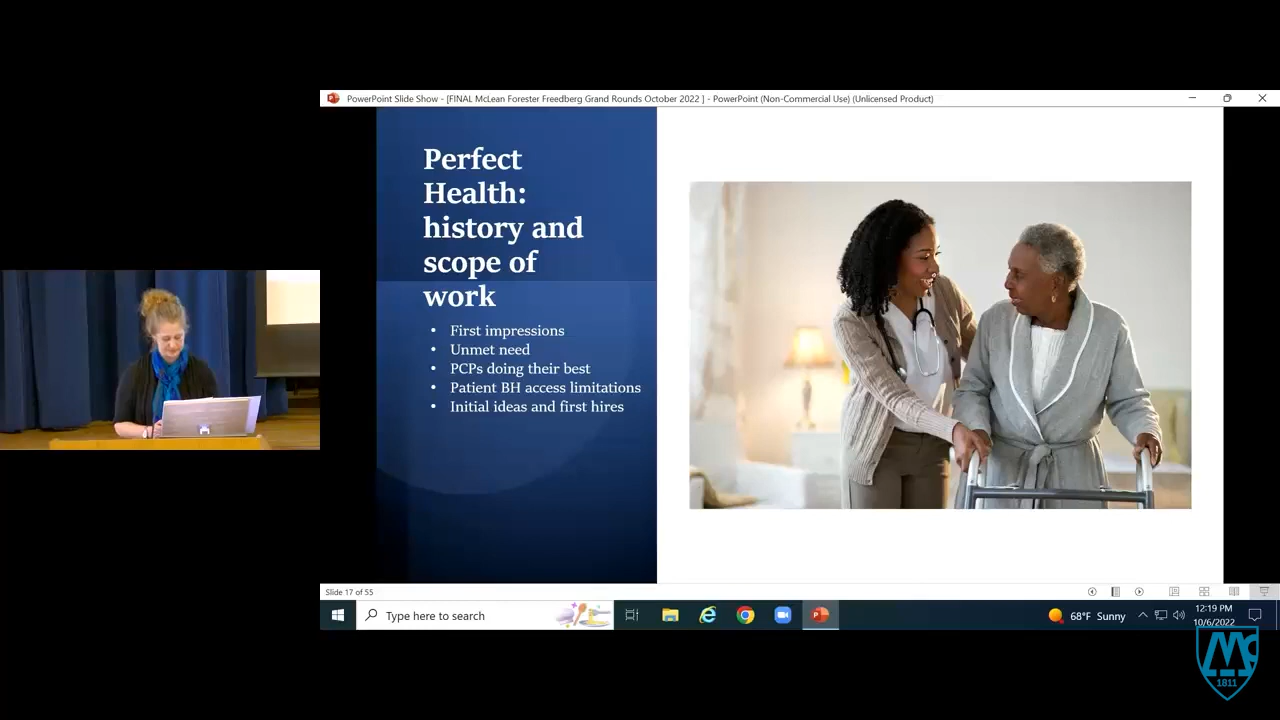 PowerPoint Slide Show - [FINAL McLean Forester Freedberg Grand Rounds October 2022 ] - PowerPoint (Non-Commercial Use) (Unlicensed Product)
Perfect
Health:
history and
scope of
work
• First impressions
• Unmet need
• PCPs doing their best
• Patient BH access limitations
• Initial ideas and first hires
Slide 17 of 55
Type here to search
68°F Sunny
12:19 PM
10/6/2022
Mc
1811